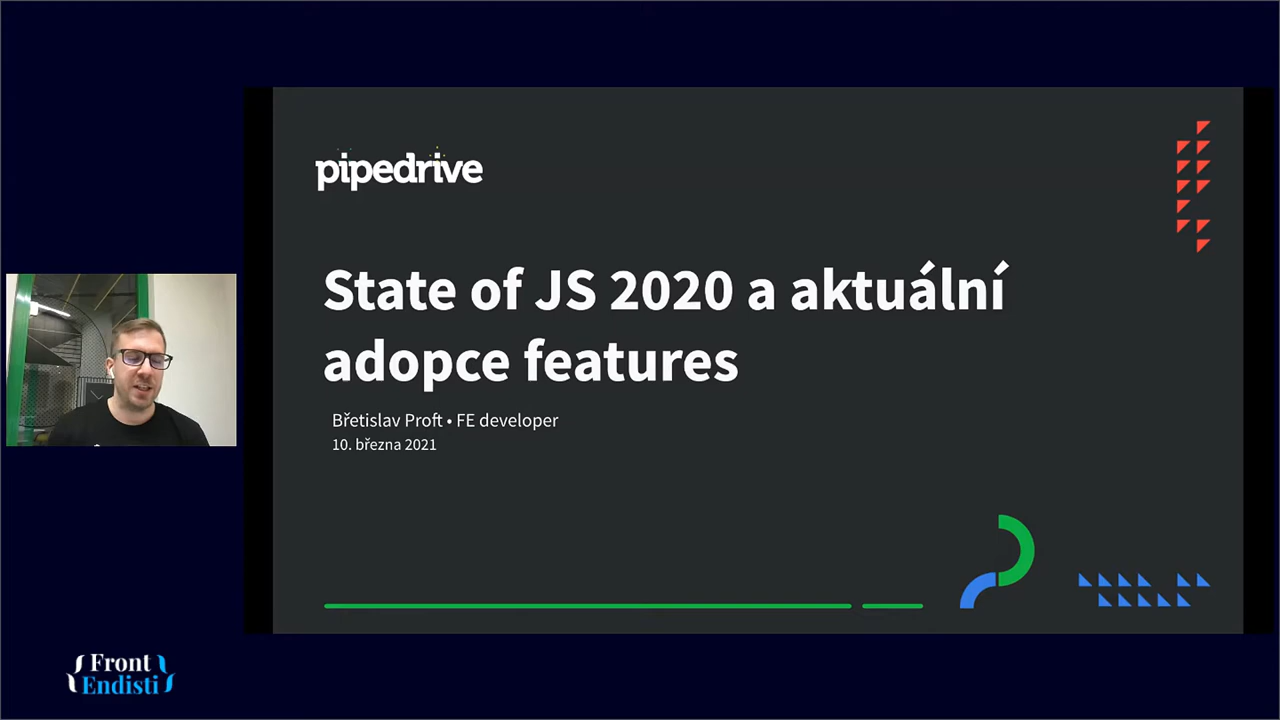 pipedrive
State of JS 2020 a aktuální
adopce features
Břetislav Proft • FE developer
10. března 2021
{Front
Endisti}